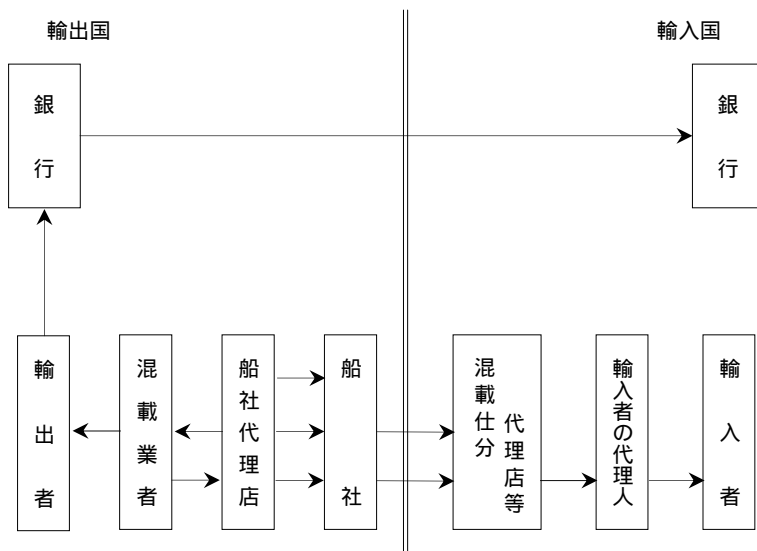 輸出国
輸入国
銀行
銀行
輸出者
混載業者
船社代理店
船社
混載仕分
代理店等
輸入者の代理人
輸入者